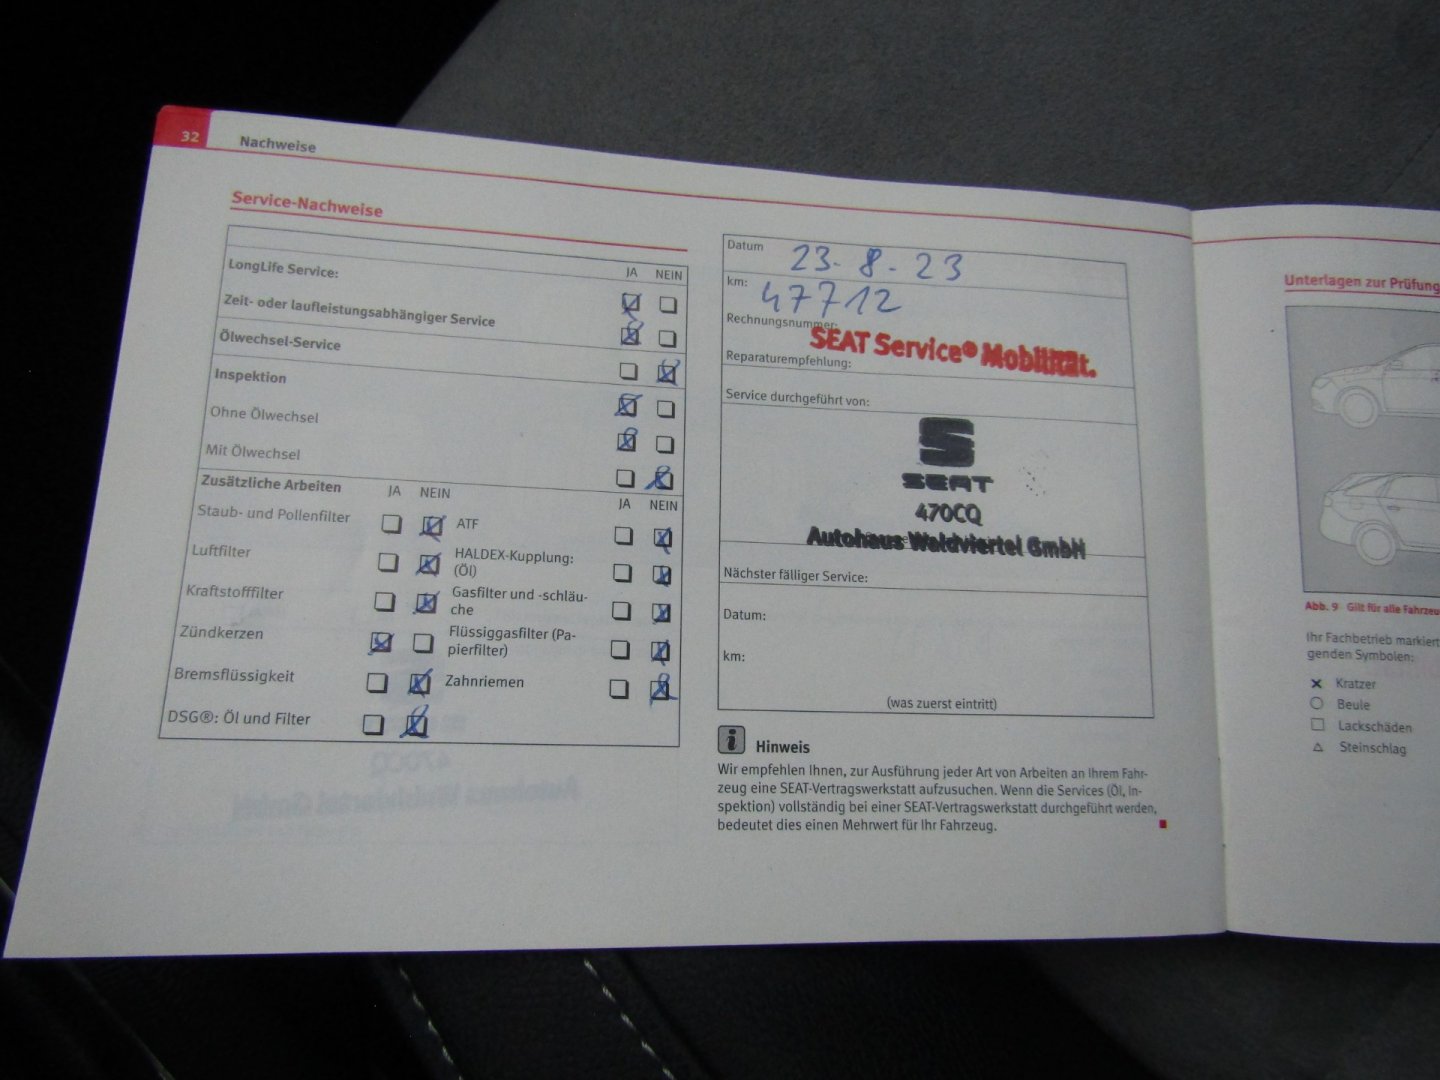 32 Nachweise
Service-Nachweise
JA NEIN
LongLife Service:
Zeit- oder laufleistungsabhängiger Service
Ölwechsel-Service
Inspektion
Ohne Ölwechsel
Mit Ölwechsel
Zusätzliche Arbeiten JA NEIN JA NEIN
Staub- und Pollenfilter ATF
Luftfilter HALDEX-Kupplung:
(Öl)
Kraftstofffilter Gasfilter und -schläu-
che
Zündkerzen Flüssiggasfilter (Pa-
pierfilter)
Bremsflüssigkeit Zahnriemen
DSG®: Öl und Filter
Datum 23-8-23
km: 47712
Rechnungsnummer:
SEAT Service® Mobilität.
Reparaturempfehlung:
Service durchgeführt von:
SEAT
470CQ
Autohaus Waldviertel GmbH
Nächster fälliger Service:
Datum:
km:
(was zuerst eintritt)
i Hinweis
Wir empfehlen Ihnen, zur Ausführung jeder Art von Arbeiten an Ihrem Fahr-
zeug eine SEAT-Vertragswerkstatt aufzusuchen. Wenn die Services (Öl, In-
spektion) vollständig bei einer SEAT-Vertragswerkstatt durchgeführt werden,
bedeutet dies einen Mehrwert für Ihr Fahrzeug.
Unterlagen zur Prüfung
Abb. 9 Gilt für alle Fahrzeu
Ihr Fachbetrieb markiert
genden Symbolen:
Kratzer
Beule
Lackschäden
Steinschlag